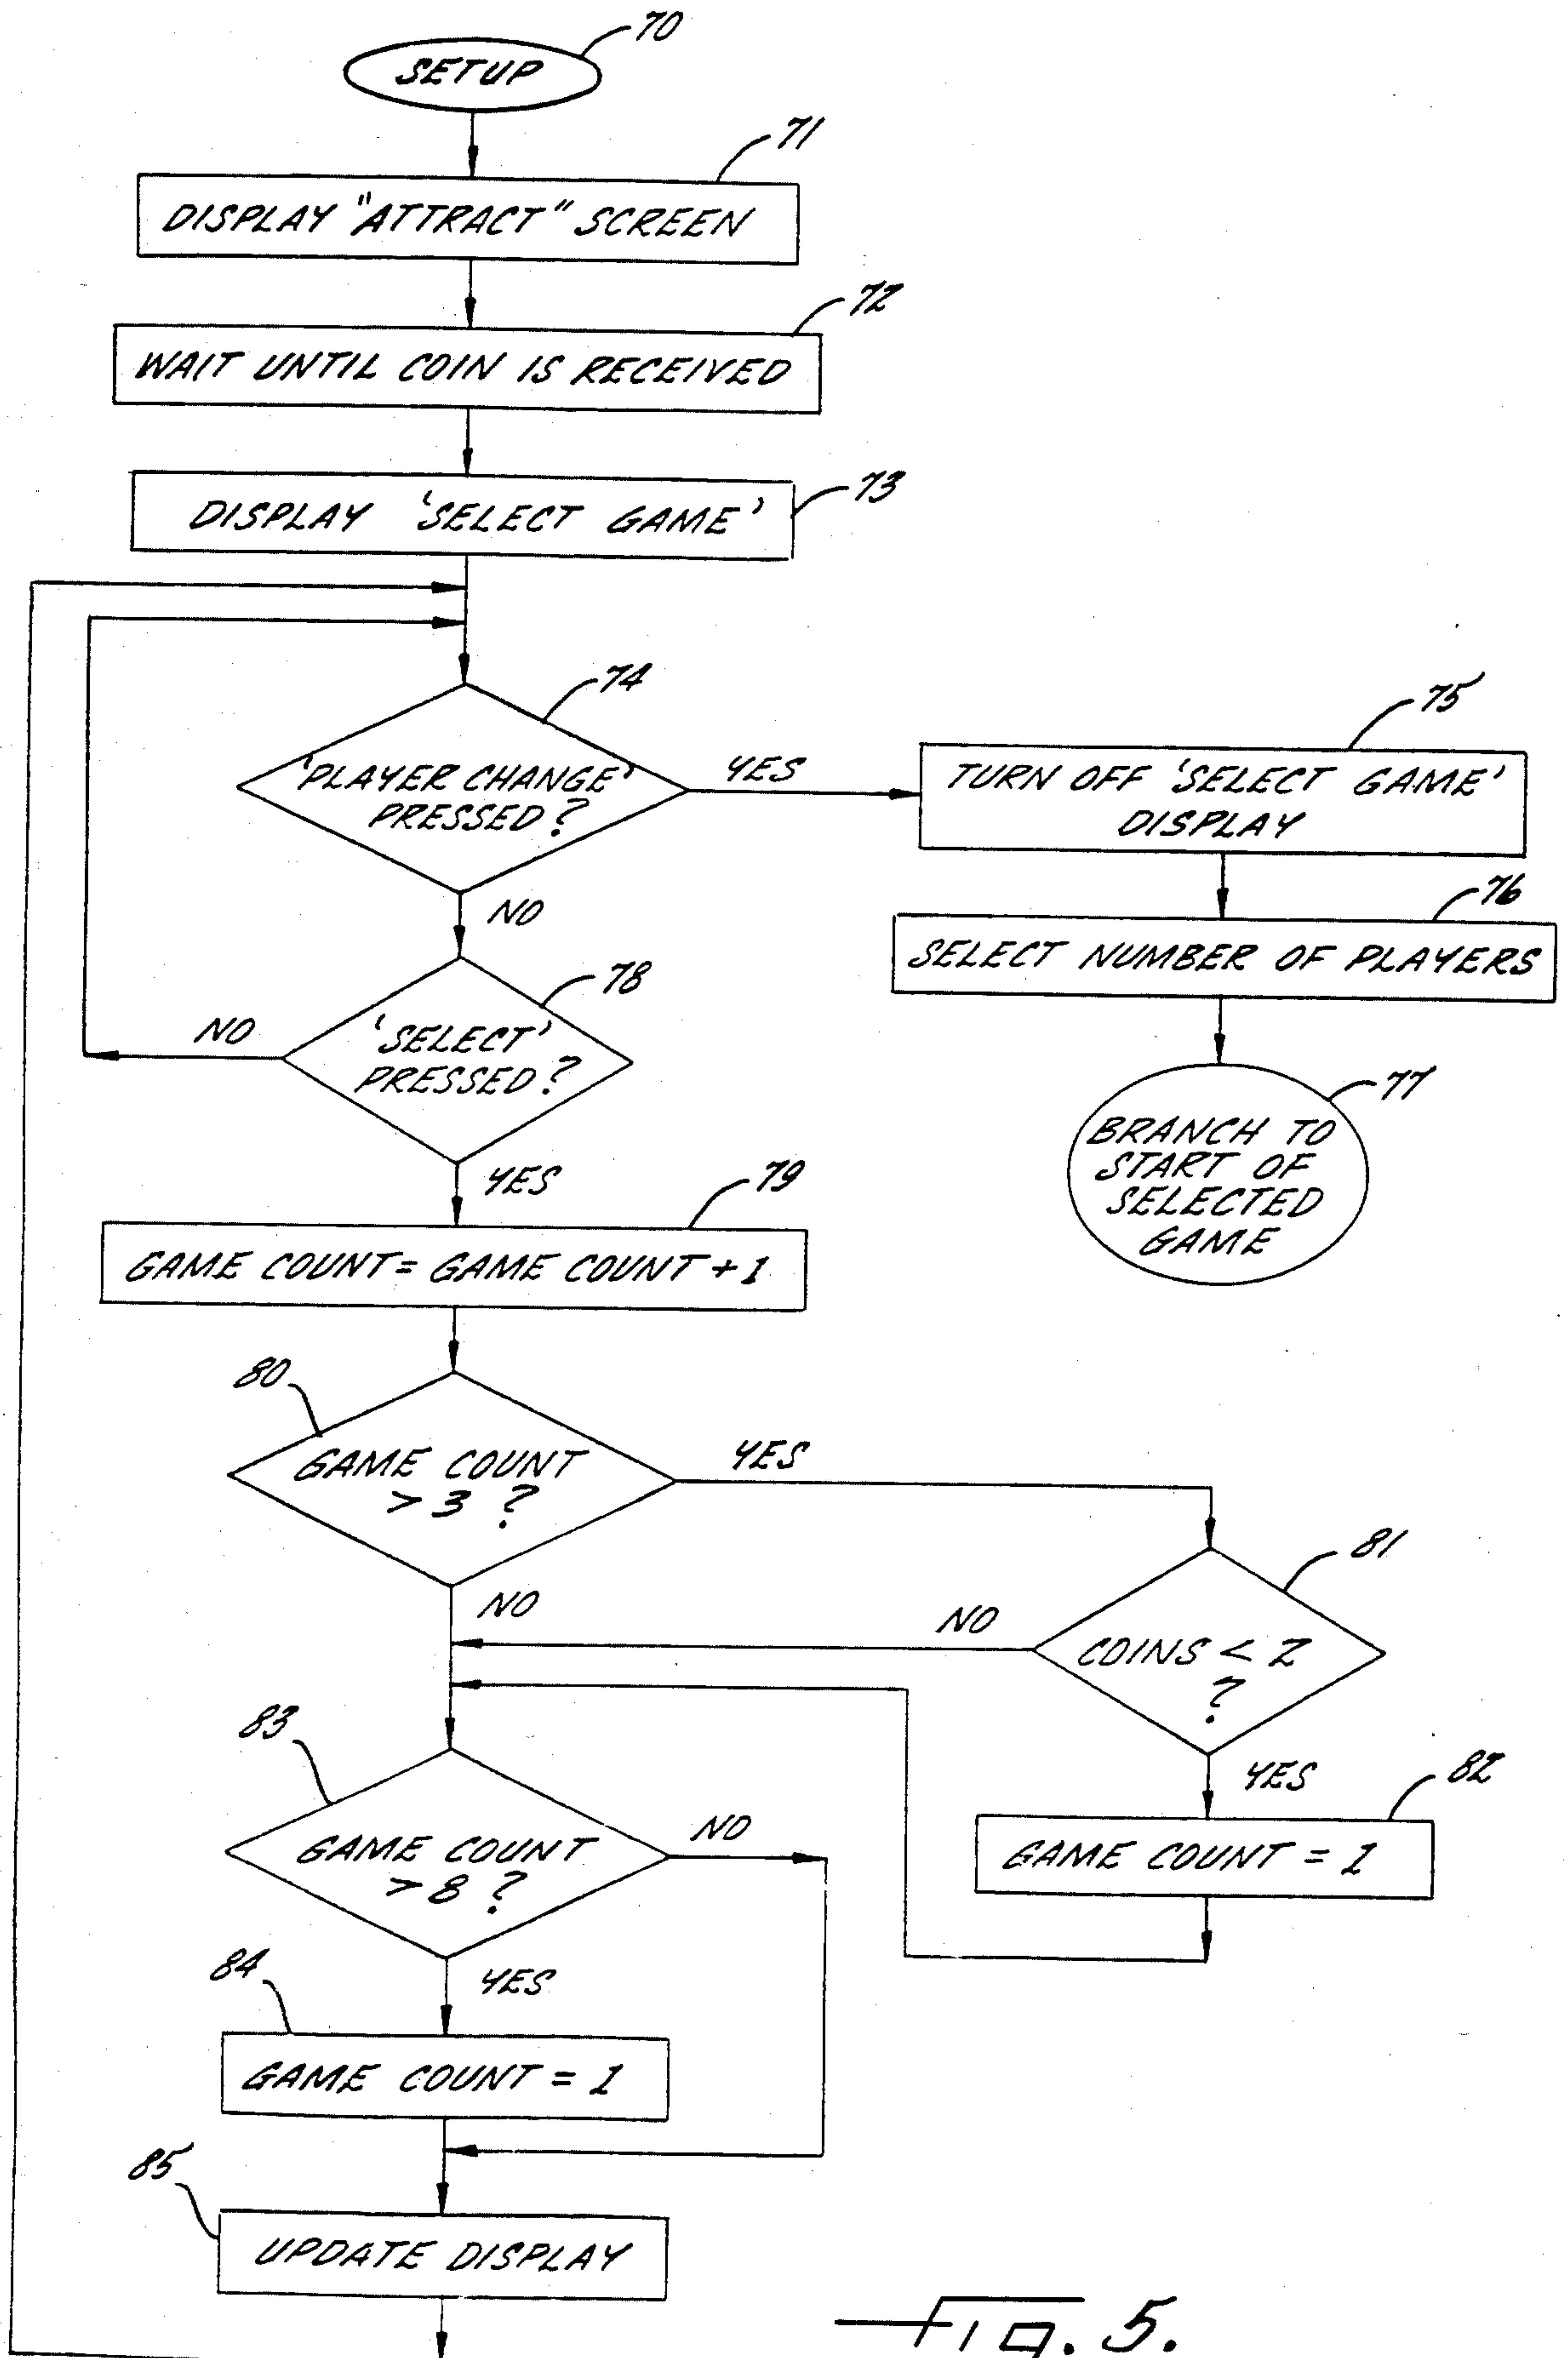 70
SETUP
71
DISPLAY "ATTRACT" SCREEN
72
WAIT UNTIL COIN IS RECEIVED
73
DISPLAY 'SELECT GAME'
74
'PLAYER CHANGE'
PRESSED?
YES
NO
75
TURN OFF 'SELECT GAME'
DISPLAY
76
SELECT NUMBER OF PLAYERS
77
BRANCH TO
START OF
SELECTED
GAME
78
'SELECT'
PRESSED?
NO
YES
79
GAME COUNT = GAME COUNT + 1
80
GAME COUNT
> 3 ?
YES
NO
81
COINS < 2
?
NO
YES
82
GAME COUNT = 1
83
GAME COUNT
> 8 ?
NO
YES
84
GAME COUNT = 1
85
UPDATE DISPLAY
FIG. 5.